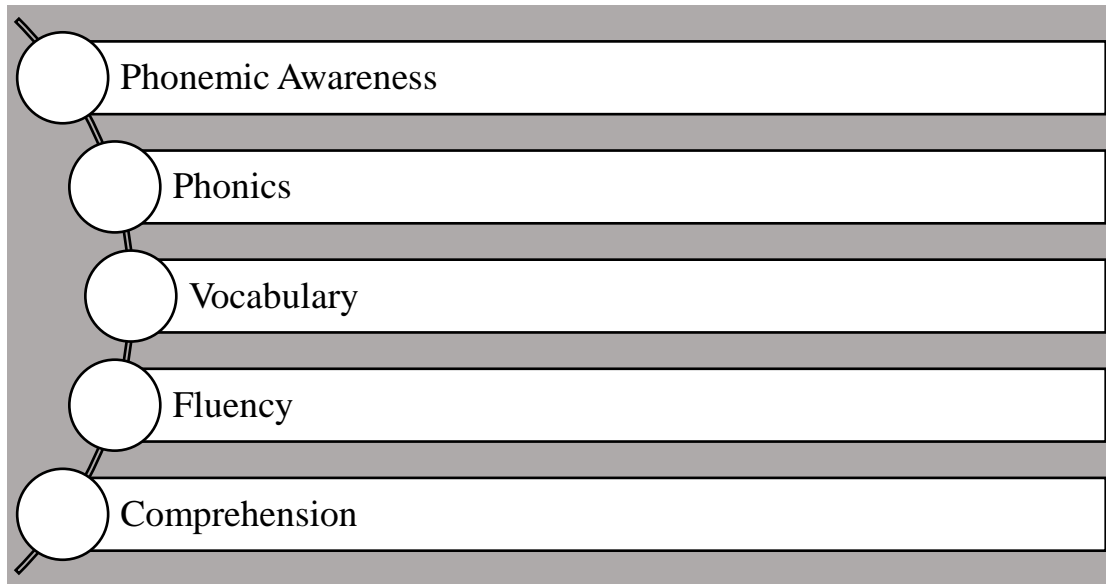 Phonemic Awareness
Phonics
Vocabulary
Fluency
Comprehension